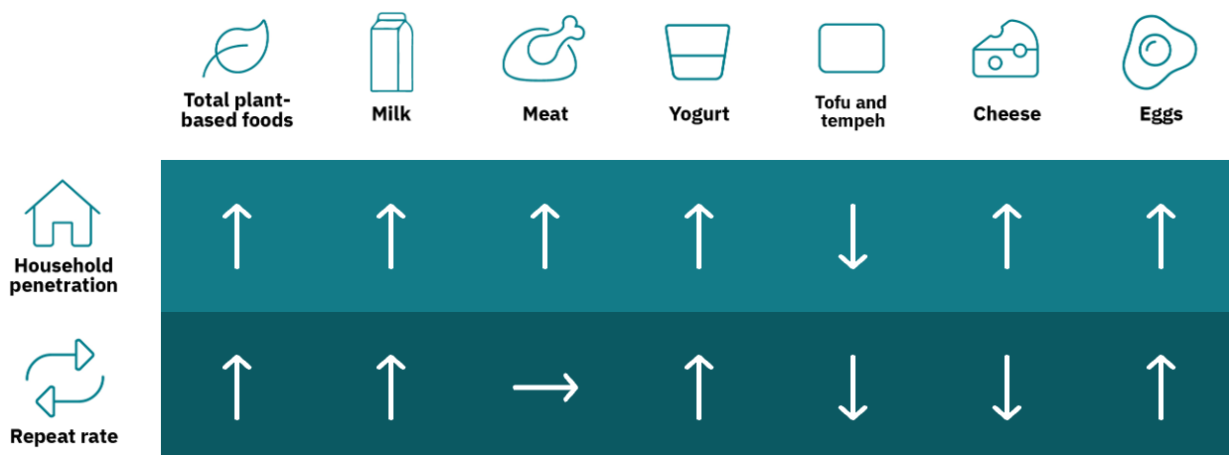 Total plant-
based foods
Milk
Meat
Yogurt
Tofu and
tempeh
Cheese
Eggs
Household
penetration
Repeat rate